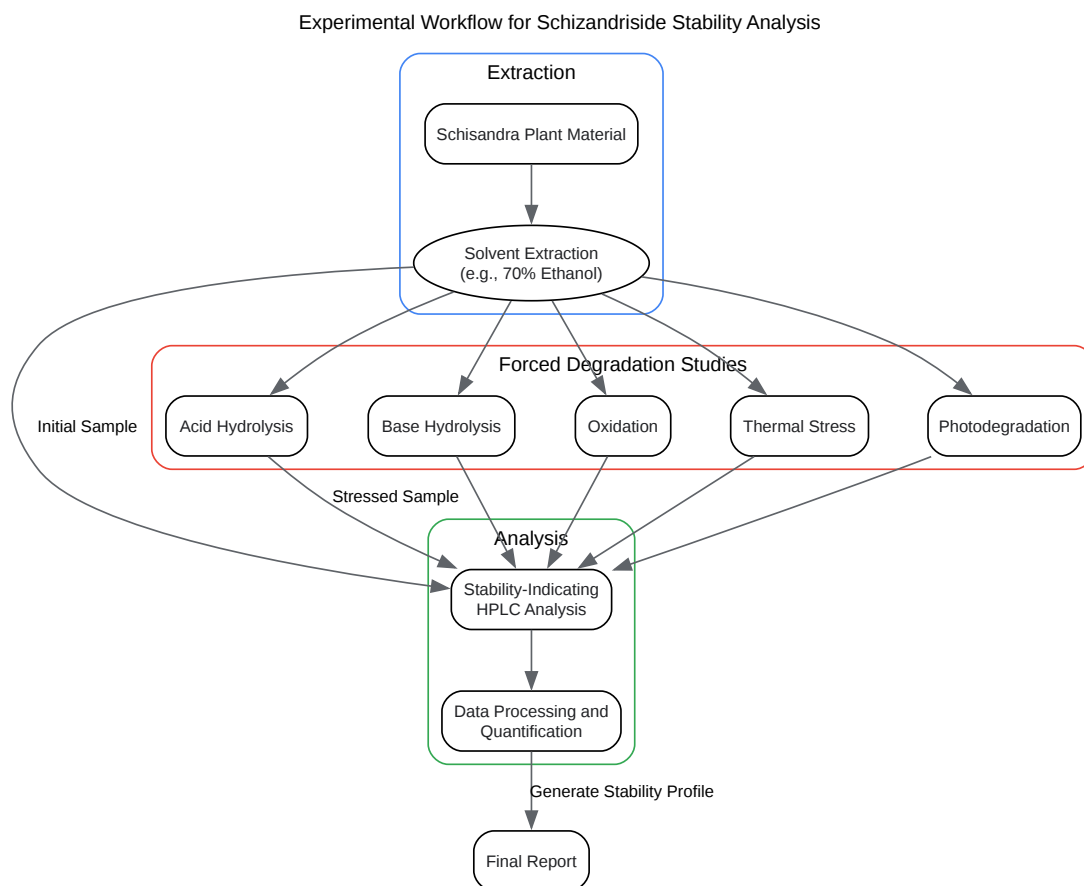 Experimental Workflow for Schizandriside Stability Analysis
Extraction
Schisandra Plant Material
Solvent Extraction
(e.g., 70% Ethanol)
Forced Degradation Studies
Initial Sample
Acid Hydrolysis
Base Hydrolysis
Oxidation
Thermal Stress
Photodegradation
Stressed Sample
Analysis
Stability-Indicating
HPLC Analysis
Data Processing and
Quantification
Generate Stability Profile
Final Report